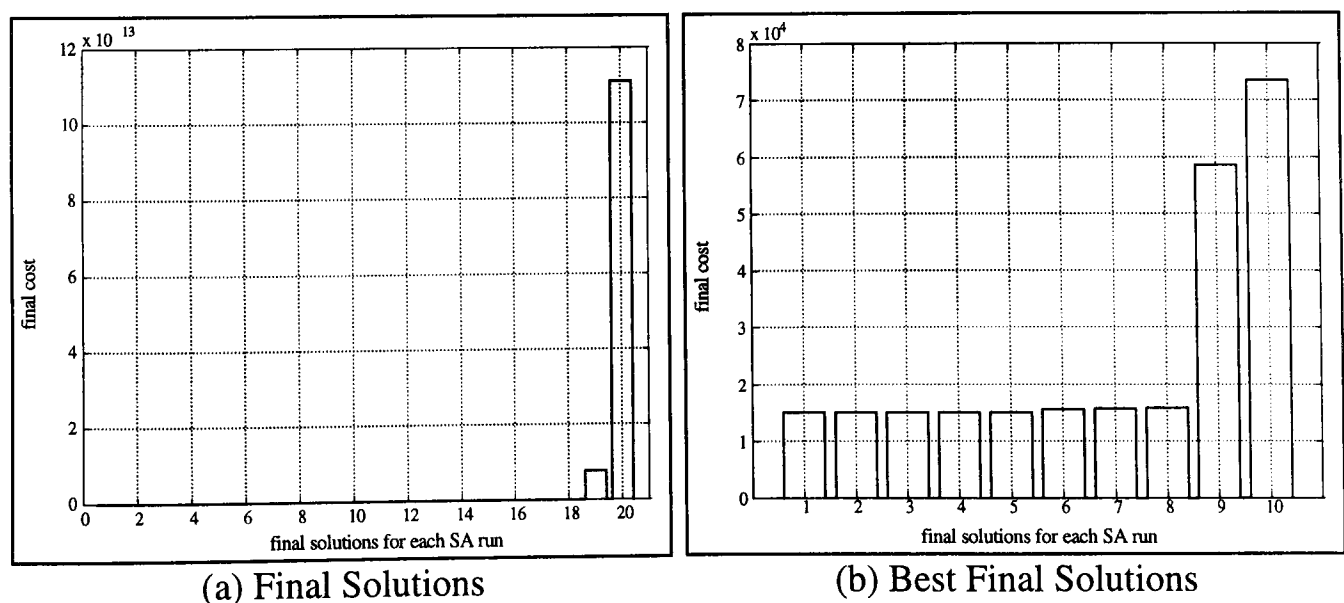 x 10 13
12
10
8
6
4
2
0
final cost
0 2 4 6 8 10 12 14 16 18 20
final solutions for each SA run
(a) Final Solutions
x 10⁴
8
7
6
5
4
3
2
1
0
final cost
1 2 3 4 5 6 7 8 9 10
final solutions for each SA run
(b) Best Final Solutions